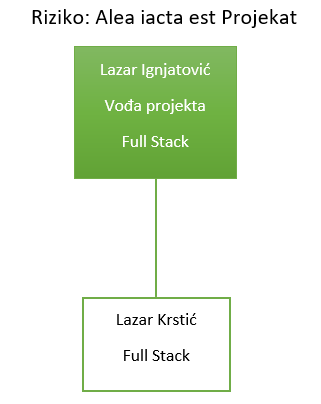 Riziko: Alea iacta est Projekat
Lazar Ignjatović
Vođa projekta
Full Stack
Lazar Krstić
Full Stack